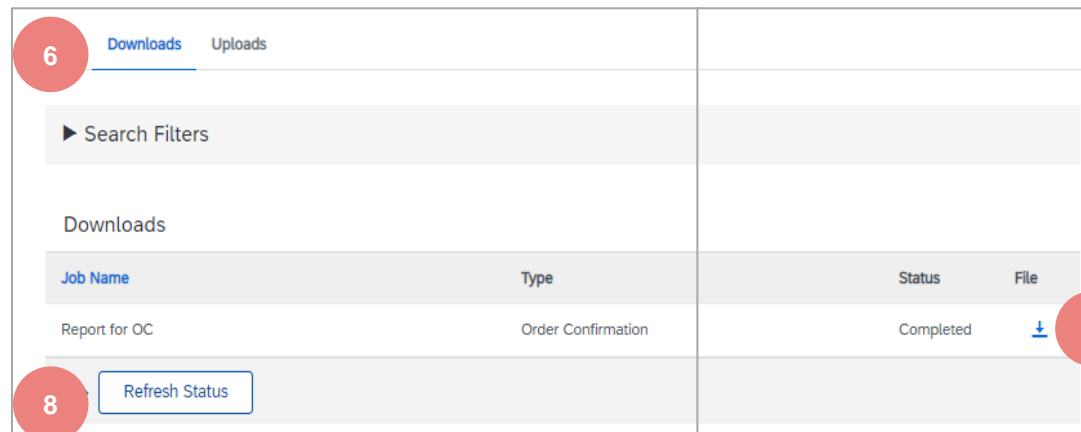 6 Downloads Uploads
Search Filters
Downloads
Job Name Type Status File
Report for OC Order Confirmation Completed
8 Refresh Status